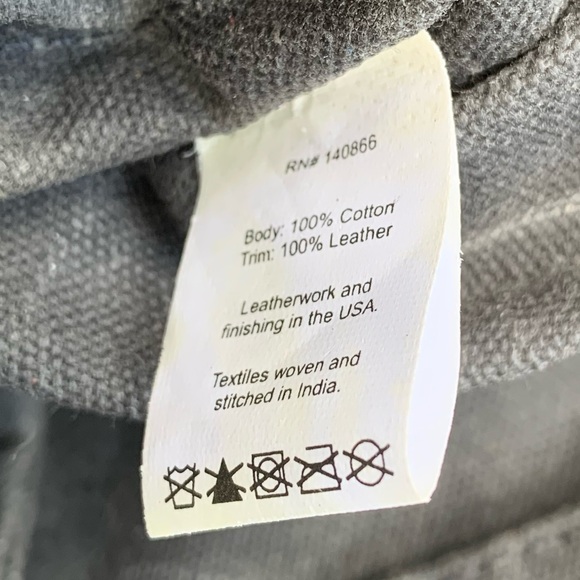 RN# 140866
Body: 100% Cotton
Trim: 100% Leather
Leatherwork and
finishing in the USA.
Textiles woven and
stitched in India.